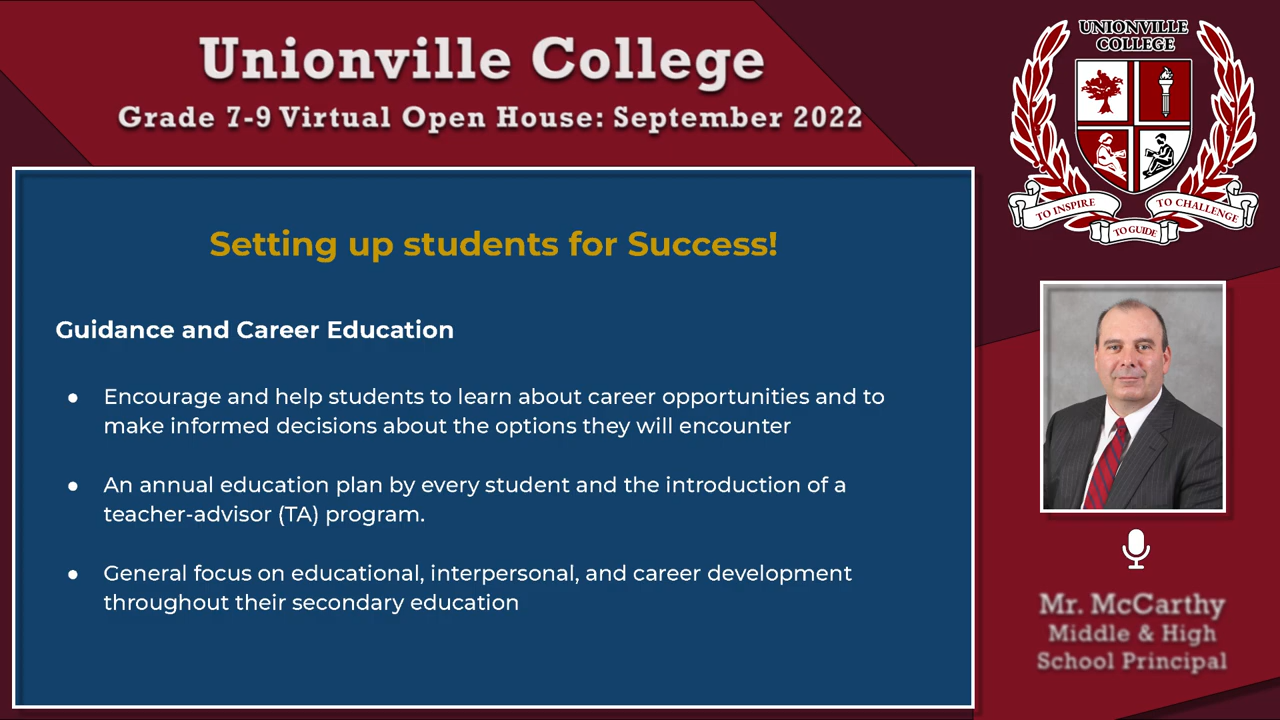 Unionville College
Grade 7-9 Virtual Open House: September 2022
UNIONVILLE
COLLEGE
TO INSPIRE
TO GUIDE
TO CHALLENGE
Setting up students for Success!
Guidance and Career Education
● Encourage and help students to learn about career opportunities and to
make informed decisions about the options they will encounter
● An annual education plan by every student and the introduction of a
teacher-advisor (TA) program.
● General focus on educational, interpersonal, and career development
throughout their secondary education
Mr. McCarthy
Middle & High
School Principal